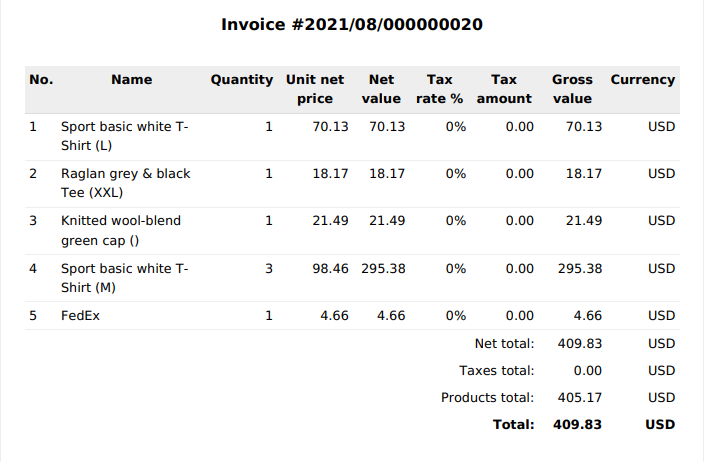 Invoice #2021/08/000000020
No. Name Quantity Unit net price Net value Tax rate % Tax amount Gross value Currency
1 Sport basic white T-Shirt (L) 1 70.13 70.13 0% 0.00 70.13 USD
2 Raglan grey & black Tee (XXL) 1 18.17 18.17 0% 0.00 18.17 USD
3 Knitted wool-blend green cap () 1 21.49 21.49 0% 0.00 21.49 USD
4 Sport basic white T-Shirt (M) 3 98.46 295.38 0% 0.00 295.38 USD
5 FedEx 1 4.66 4.66 0% 0.00 4.66 USD
Net total: 409.83 USD
Taxes total: 0.00 USD
Products total: 405.17 USD
Total: 409.83 USD